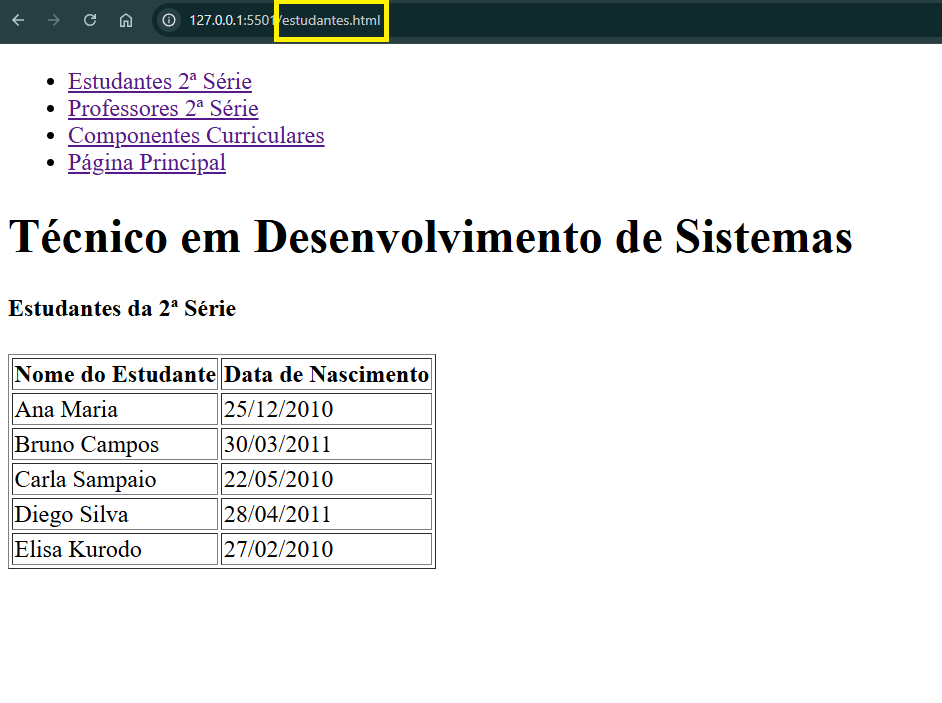 127.0.0.1:5501/estudantes.html
Estudantes 2ª Série
Professores 2ª Série
Componentes Curriculares
Página Principal
Técnico em Desenvolvimento de Sistemas
Estudantes da 2ª Série
Nome do Estudante Data de Nascimento
Ana Maria 25/12/2010
Bruno Campos 30/03/2011
Carla Sampaio 22/05/2010
Diego Silva 28/04/2011
Elisa Kurodo 27/02/2010